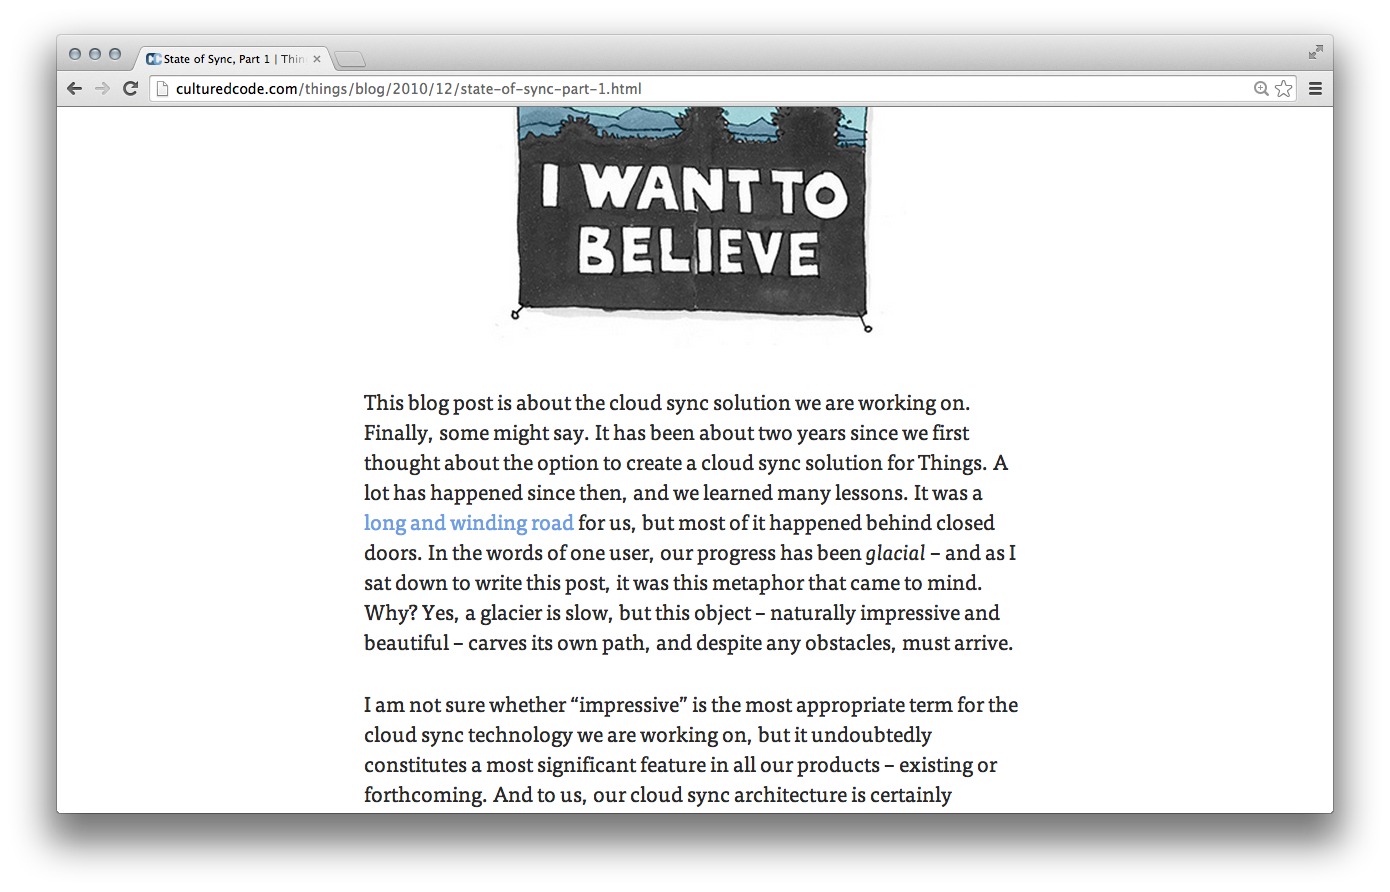 State of Sync, Part 1 | Thin
culturedcode.com/things/blog/2010/12/state-of-sync-part-1.html
I WANT TO
BELIEVE
This blog post is about the cloud sync solution we are working on.
Finally, some might say. It has been about two years since we first
thought about the option to create a cloud sync solution for Things. A
lot has happened since then, and we learned many lessons. It was a
long and winding road for us, but most of it happened behind closed
doors. In the words of one user, our progress has been glacial – and as I
sat down to write this post, it was this metaphor that came to mind.
Why? Yes, a glacier is slow, but this object – naturally impressive and
beautiful – carves its own path, and despite any obstacles, must arrive.
I am not sure whether “impressive” is the most appropriate term for the
cloud sync technology we are working on, but it undoubtedly
constitutes a most significant feature in all our products – existing or
forthcoming. And to us, our cloud sync architecture is certainly